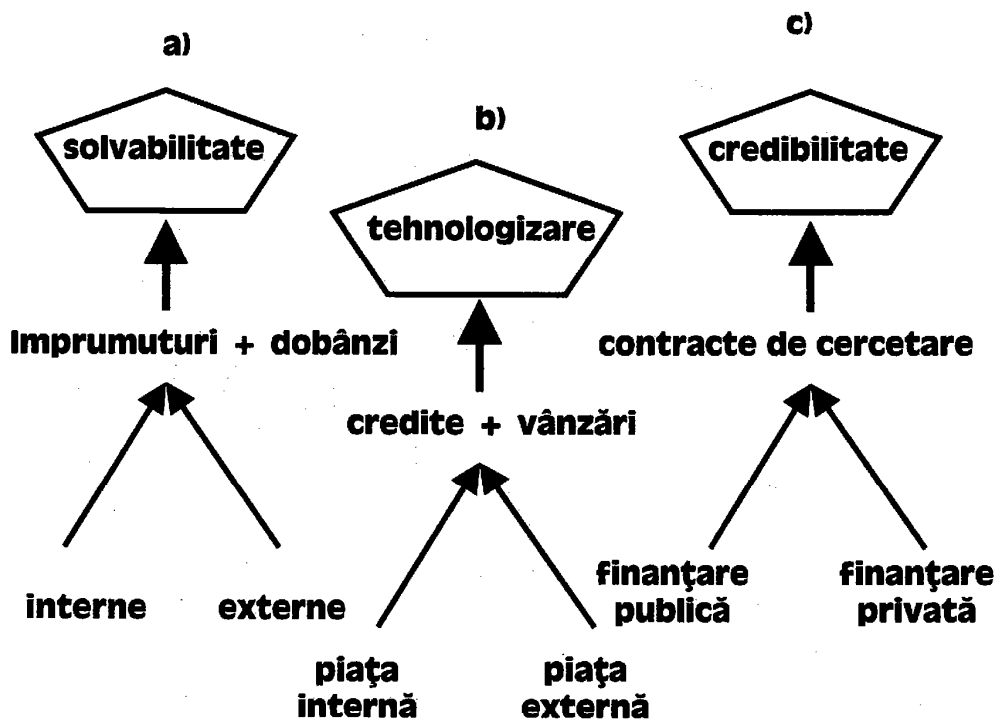 a)
solvabilitate
Imprumuturi + dobânzi
interne
externe
b)
tehnologizare
credite + vânzări
piaţa
internă
piaţa
externă
c)
credibilitate
contracte de cercetare
finanţare
publică
finanţare
privată